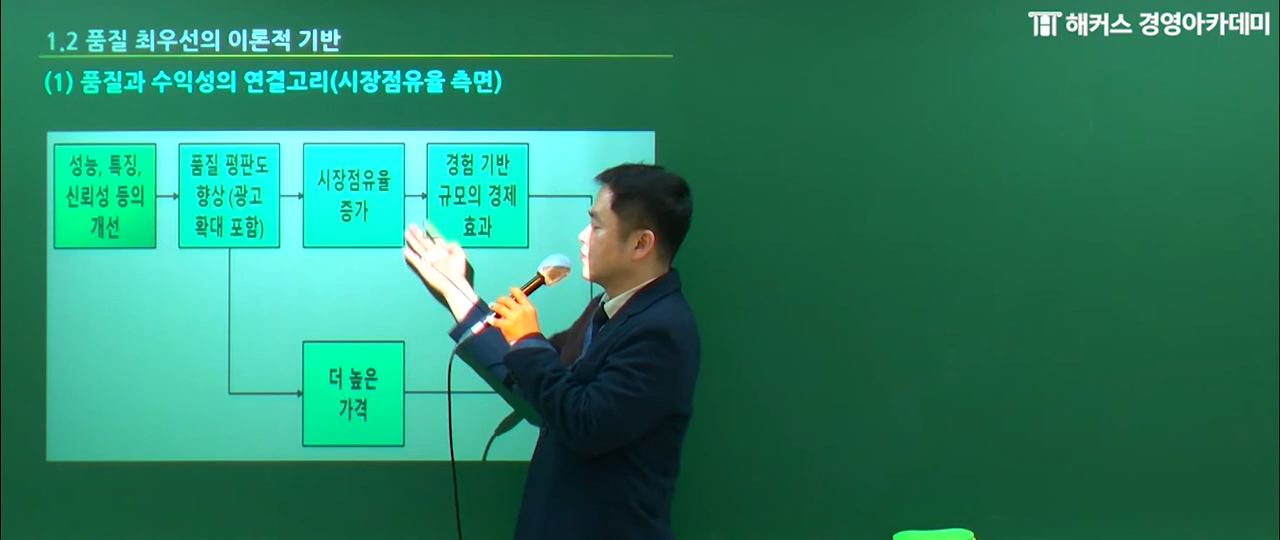 해커스 경영아카데미
1.2 품질 최우선의 이론적 기반
(1) 품질과 수익성의 연결고리(시장점유율 측면)
성능, 특징,
신뢰성 등의
개선
품질 평판도
향상(광고
확대 포함)
시장점유율
증가
경험 기반
규모의 경제
효과
더 높은
가격